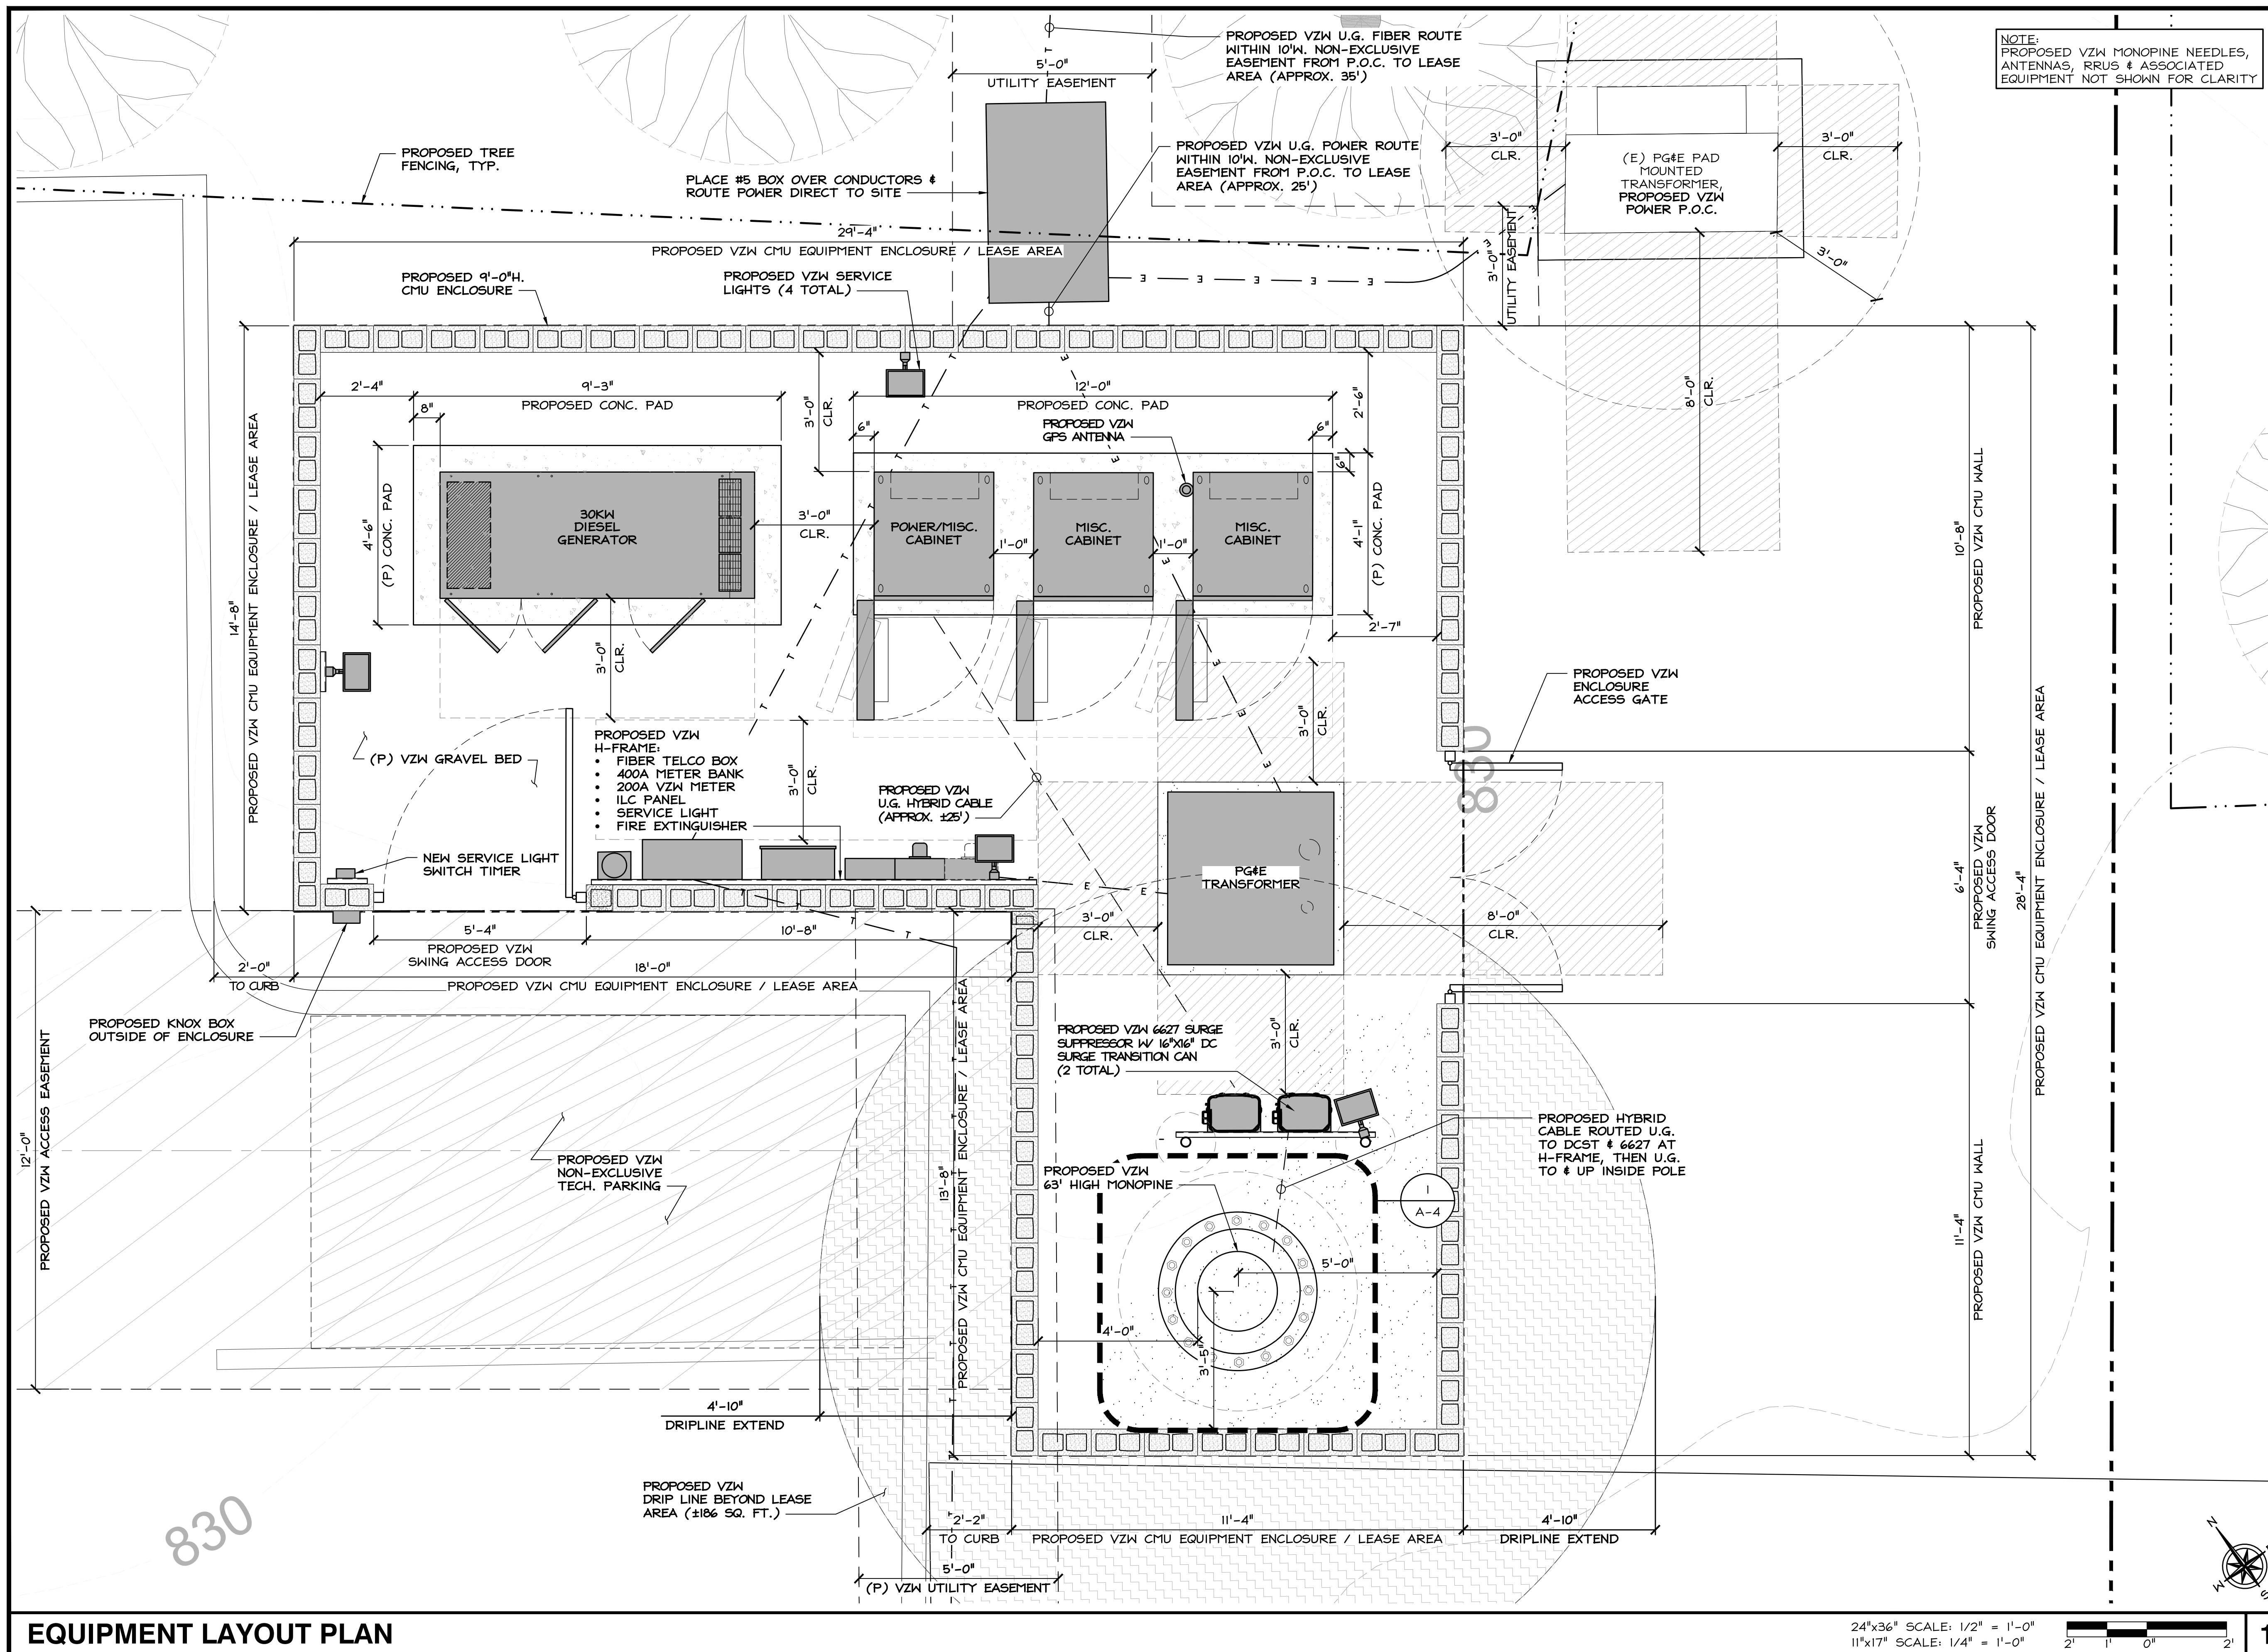 NOTE:
PROPOSED VZW MONOPINE NEEDLES,
ANTENNAS, RRUS & ASSOCIATED
EQUIPMENT NOT SHOWN FOR CLARITY
PROPOSED VZW U.G. FIBER ROUTE
WITHIN 10'W. NON-EXCLUSIVE
EASEMENT FROM P.O.C. TO LEASE
AREA (APPROX. 35')
T
5'-0"
UTILITY EASEMENT
PROPOSED TREE
FENCING, TYP.
PLACE #5 BOX OVER CONDUCTORS &
ROUTE POWER DIRECT TO SITE
PROPOSED VZW U.G. POWER ROUTE
WITHIN 10'W. NON-EXCLUSIVE
EASEMENT FROM P.O.C. TO LEASE
AREA (APPROX. 25')
3'-0"
CLR.
(E) PG&E PAD
MOUNTED
TRANSFORMER,
PROPOSED VZW
POWER P.O.C.
3'-0"
CLR.
3'-0"
8'-0"
CLR.
3'-0"
UTILITY EASEMENT
29'-4"
PROPOSED VZW CMU EQUIPMENT ENCLOSURE / LEASE AREA
PROPOSED 9'-0"H.
CMU ENCLOSURE
PROPOSED VZW SERVICE
LIGHTS (4 TOTAL)
E E E E E
2'-4"
9'-3"
PROPOSED CONC. PAD
8"
3'-0"
CLR.
12'-0"
PROPOSED CONC. PAD
2'-6"
6"
PROPOSED VZW
GPS ANTENNA
6"
6"
14'-8"
PROPOSED VZW CMU EQUIPMENT ENCLOSURE / LEASE AREA
4'-6"
(P) CONC. PAD
30KW
DIESEL
GENERATOR
3'-0"
CLR.
POWER/MISC.
CABINET
1'-0"
MISC.
CABINET
1'-0"
MISC.
CABINET
4'-1"
(P) CONC. PAD
2'-7"
3'-0"
CLR.
10'-8"
PROPOSED VZW CMU WALL
PROPOSED VZW
ENCLOSURE
ACCESS GATE
830
(P) VZW GRAVEL BED
PROPOSED VZW
H-FRAME:
• FIBER TELCO BOX
• 400A METER BANK
• 200A VZW METER
• ILC PANEL
• SERVICE LIGHT
• FIRE EXTINGUISHER
3'-0"
CLR.
PROPOSED VZW
U.G. HYBRID CABLE
(APPROX. ±25')
3'-0"
CLR.
NEW SERVICE LIGHT
SWITCH TIMER
PG&E
TRANSFORMER
E E
3'-0"
CLR.
8'-0"
CLR.
6'-4"
PROPOSED VZW
SWING ACCESS DOOR
28'-4"
PROPOSED VZW CMU EQUIPMENT ENCLOSURE / LEASE AREA
5'-4"
PROPOSED VZW
SWING ACCESS DOOR
10'-8"
2'-0"
TO CURB
18'-0"
PROPOSED VZW CMU EQUIPMENT ENCLOSURE / LEASE AREA
PROPOSED KNOX BOX
OUTSIDE OF ENCLOSURE
12'-0"
PROPOSED VZW ACCESS EASEMENT
PROPOSED VZW
NON-EXCLUSIVE
TECH. PARKING
13'-8"
PROPOSED VZW CMU EQUIPMENT ENCLOSURE / LEASE AREA
PROPOSED VZW 6627 SURGE
SUPPRESSOR W/ 16"X16" DC
SURGE TRANSITION CAN
(2 TOTAL)
3'-0"
CLR.
PROPOSED VZW
63' HIGH MONOPINE
PROPOSED HYBRID
CABLE ROUTED U.G.
TO DCST & 6627 AT
H-FRAME, THEN U.G.
TO & UP INSIDE POLE
1
A-4
11'-4"
PROPOSED VZW CMU WALL
5'-0"
4'-0"
3'-5"
4'-10"
DRIPLINE EXTEND
PROPOSED VZW
DRIP LINE BEYOND LEASE
AREA (±186 SQ. FT.)
830
2'-2"
TO CURB
11'-4"
PROPOSED VZW CMU EQUIPMENT ENCLOSURE / LEASE AREA
4'-10"
DRIPLINE EXTEND
5'-0"
(P) VZW UTILITY EASEMENT
N
W
S
EQUIPMENT LAYOUT PLAN
24"x36" SCALE: 1/2" = 1'-0"
11"x17" SCALE: 1/4" = 1'-0"
2' 1' 0" 2'